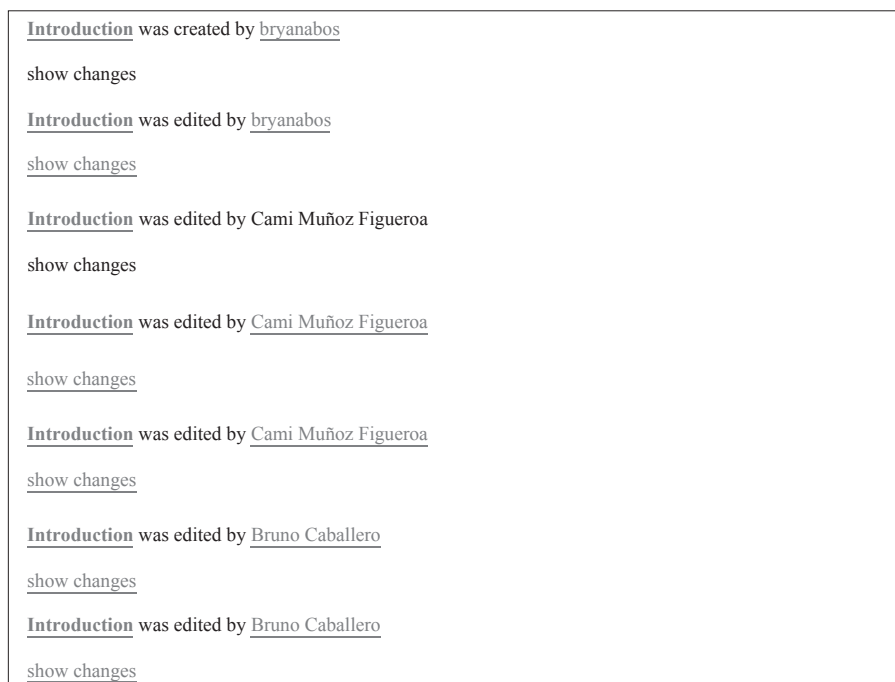 Introduction was created by bryanabos
show changes
Introduction was edited by bryanabos
show changes
Introduction was edited by Cami Muñoz Figueroa
show changes
Introduction was edited by Cami Muñoz Figueroa
show changes
Introduction was edited by Cami Muñoz Figueroa
show changes
Introduction was edited by Bruno Caballero
show changes
Introduction was edited by Bruno Caballero
show changes